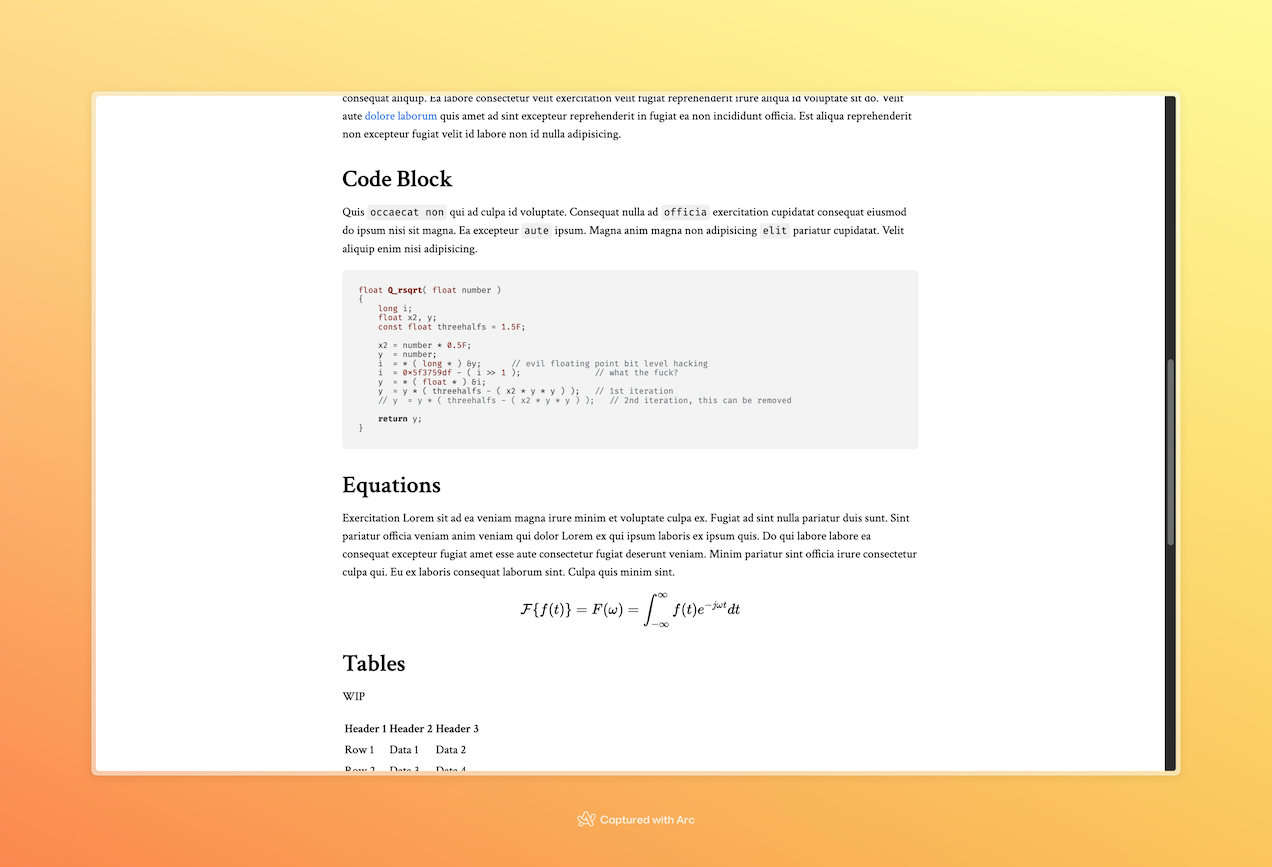 consequat aliquip. Ea labore consectetur velit exercitation velit fugiat reprehenderit irure aliqua id voluptate sit do. Velit
aute dolore laborum quis amet ad sint excepteur reprehenderit in fugiat ea non incididunt officia. Est aliqua reprehenderit
non excepteur fugiat velit id labore non id nulla adipisicing.
Code Block
Quis occaecat non qui ad culpa id voluptate. Consequat nulla ad officia exercitation cupidatat consequat eiusmod
do ipsum nisi sit magna. Ea excepteur aute ipsum. Magna anim magna non adipisicing elit pariatur cupidatat. Velit
aliquip enim nisi adipisicing.
float Q_rsqrt( float number )
{
    long i;
    float x2, y;
    const float threehalfs = 1.5F;
    x2 = number * 0.5F;
    y  = number;
    i  = * ( long * ) &y;      // evil floating point bit level hacking
    i  = 0x5f3759df - ( i >> 1 );               // what the fuck?
    y  = * ( float * ) &i;
    y  = y * ( threehalfs - ( x2 * y * y ) );   // 1st iteration
    // y  = y * ( threehalfs - ( x2 * y * y ) );   // 2nd iteration, this can be removed
    return y;
}
Equations
Exercitation Lorem sit ad ea veniam magna irure minim et voluptate culpa ex. Fugiat ad sint nulla pariatur duis sunt. Sint
pariatur officia veniam anim veniam qui dolor Lorem ex qui ipsum laboris ex ipsum quis. Do qui labore labore ea
consequat excepteur fugiat amet esse aute consectetur fugiat deserunt veniam. Minim pariatur sint officia irure consectetur
culpa qui. Eu ex laboris consequat laborum sint. Culpa quis minim sint.
ℱ{f(t)} = F(ω) = ∫_{−∞}^{∞} f(t)e^{−jωt}dt
Tables
WIP
Header 1 Header 2 Header 3
Row 1 Data 1 Data 2
Row 2 Data 3 Data 4
Captured with Arc